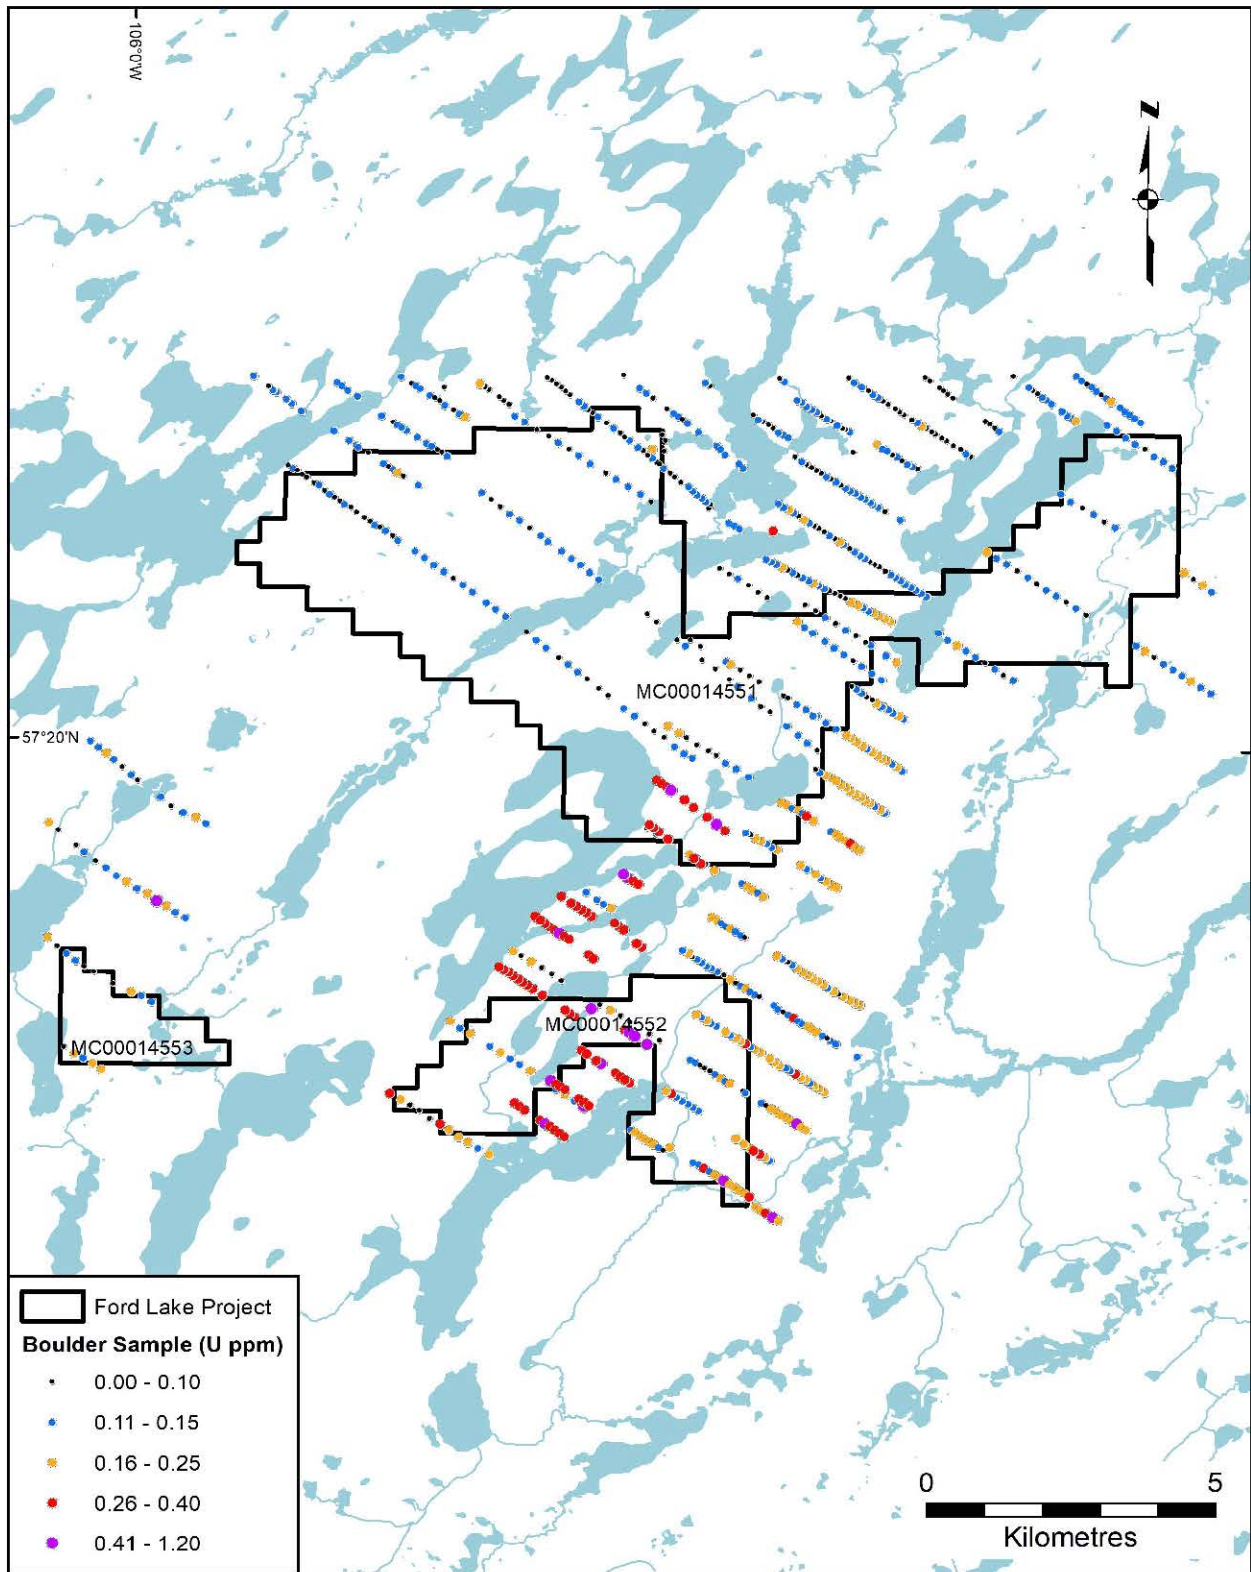 106°0'W
N
MC00014551
57°20'N
MC00014552
MC00014553
Ford Lake Project
Boulder Sample (U ppm)
0.00 - 0.10
0.11 - 0.15
0.16 - 0.25
0.26 - 0.40
0.41 - 1.20
0 5
Kilometres